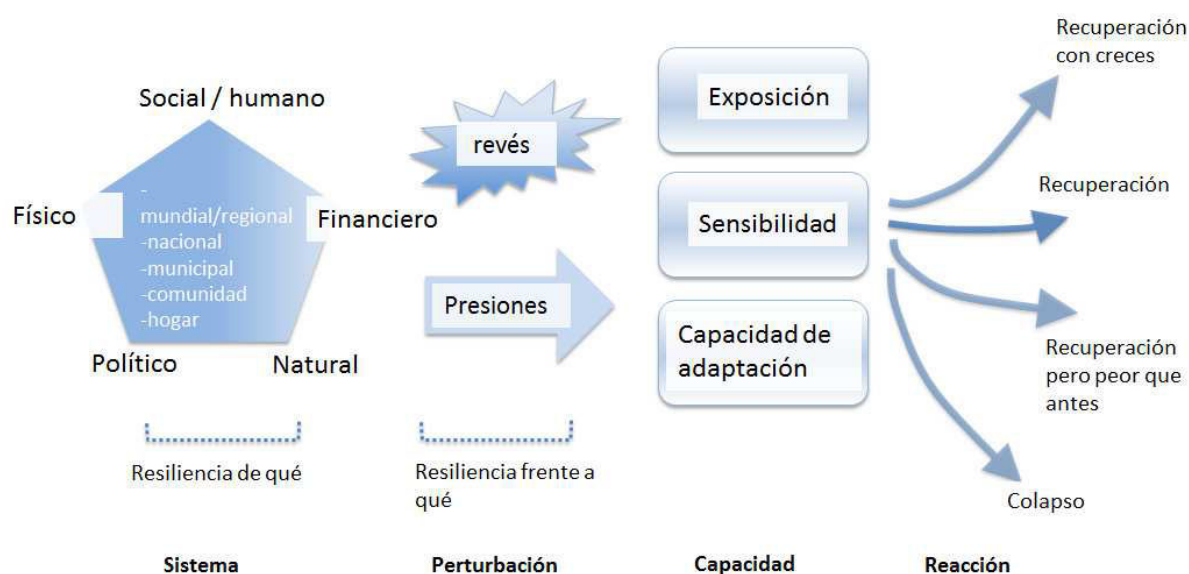 Social / humano
Físico
Financiero
Político
Natural
-
mundial/regional
-nacional
-municipal
-comunidad
-hogar
Resiliencia de qué
revés
Presiones
Resiliencia frente a
qué
Exposición
Sensibilidad
Capacidad de
adaptación
Recuperación
con creces
Recuperación
Recuperación
pero peor que
antes
Colapso
Sistema
Perturbación
Capacidad
Reacción